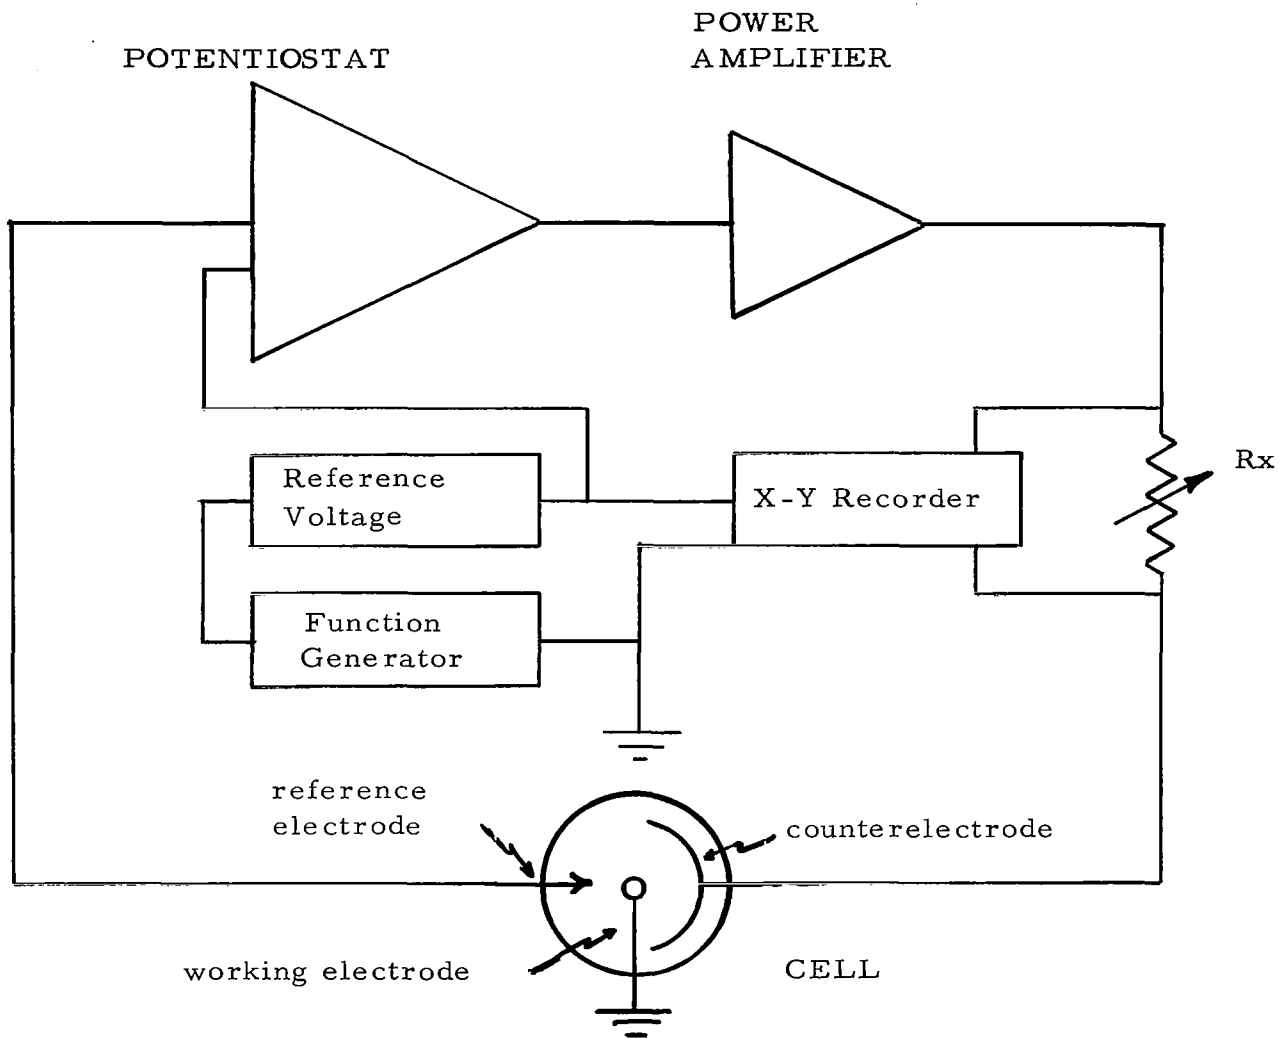 POTENTIOSTAT
POWER
AMPLIFIER
Reference
Voltage
X-Y Recorder
Rx
Function
Generator
reference
electrode
counterelectrode
working electrode
CELL